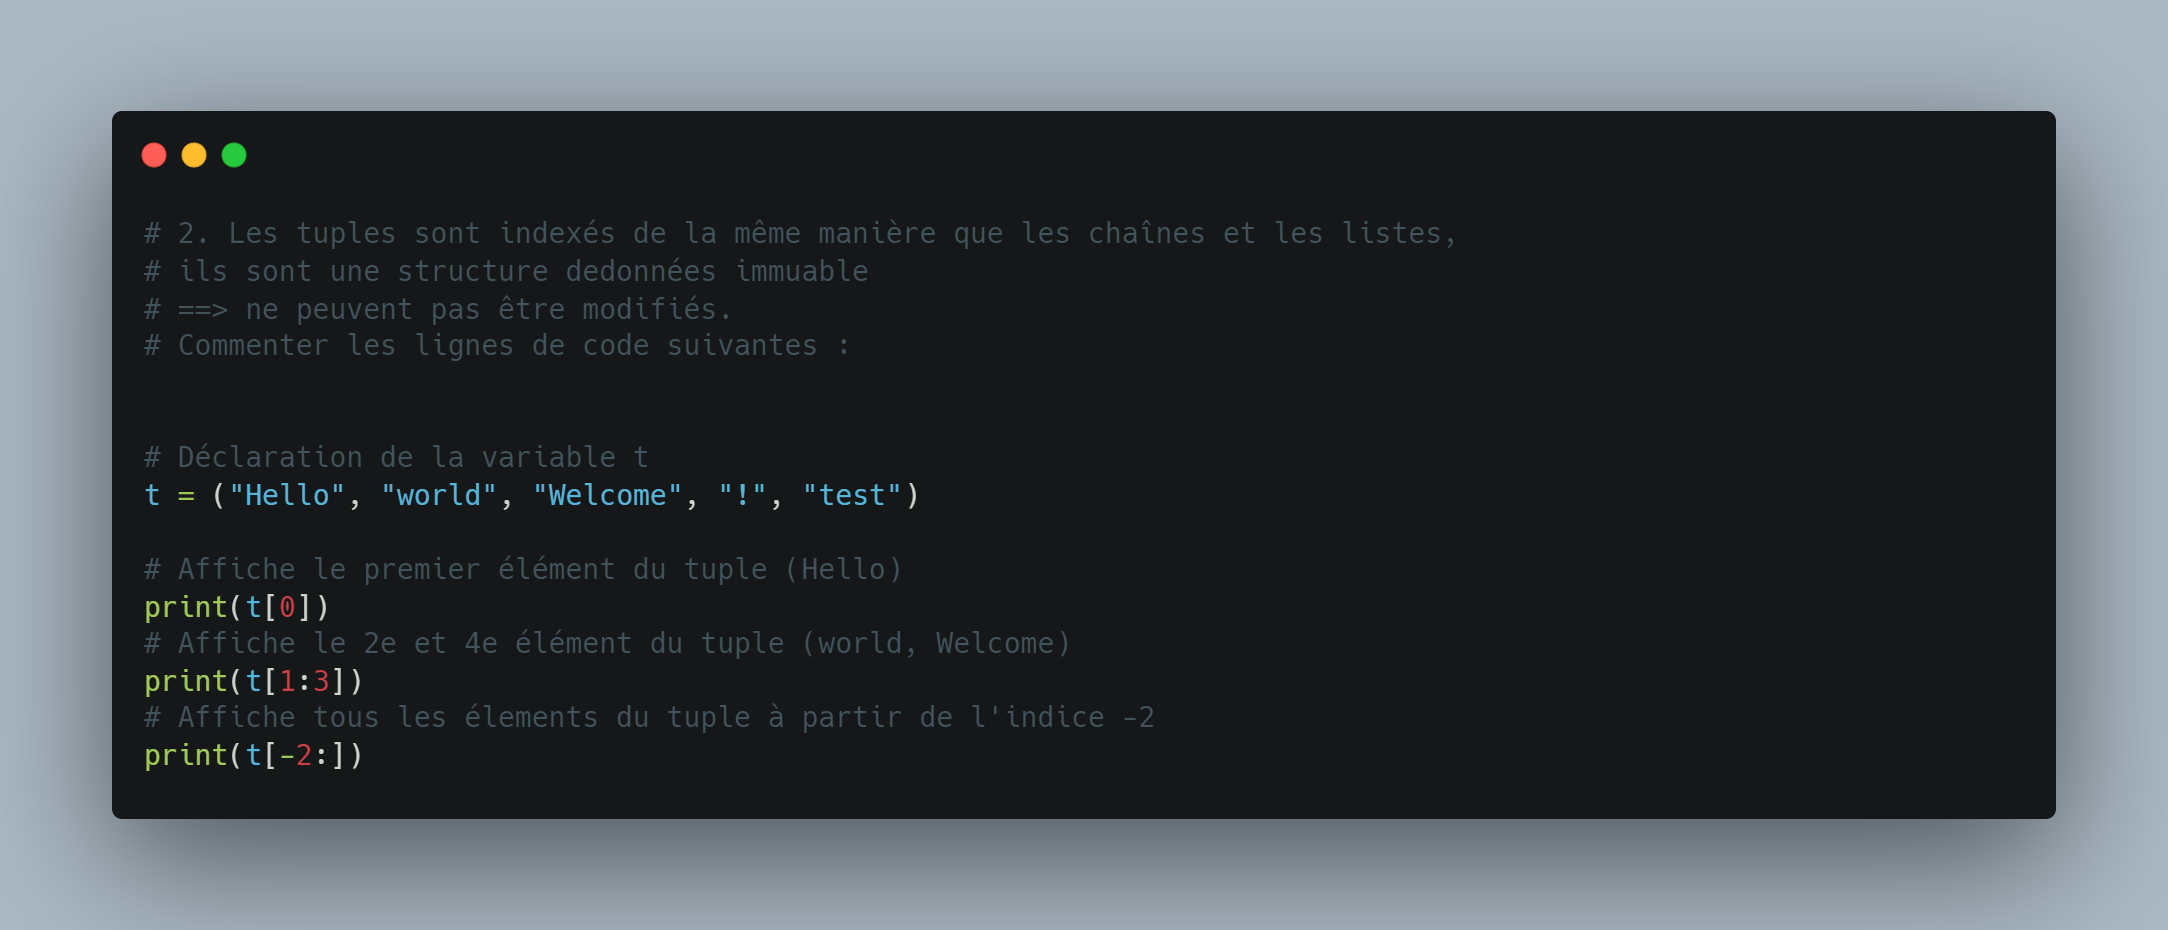 # 2. Les tuples sont indexés de la même manière que les chaînes et les listes,
# ils sont une structure dedonnées immuable
# ==> ne peuvent pas être modifiés.
# Commenter les lignes de code suivantes :
# Déclaration de la variable t
t = ("Hello", "world", "Welcome", "!", "test")
# Affiche le premier élément du tuple (Hello)
print(t[0])
# Affiche le 2e et 4e élément du tuple (world, Welcome)
print(t[1:3])
# Affiche tous les élements du tuple à partir de l'indice -2
print(t[-2:])